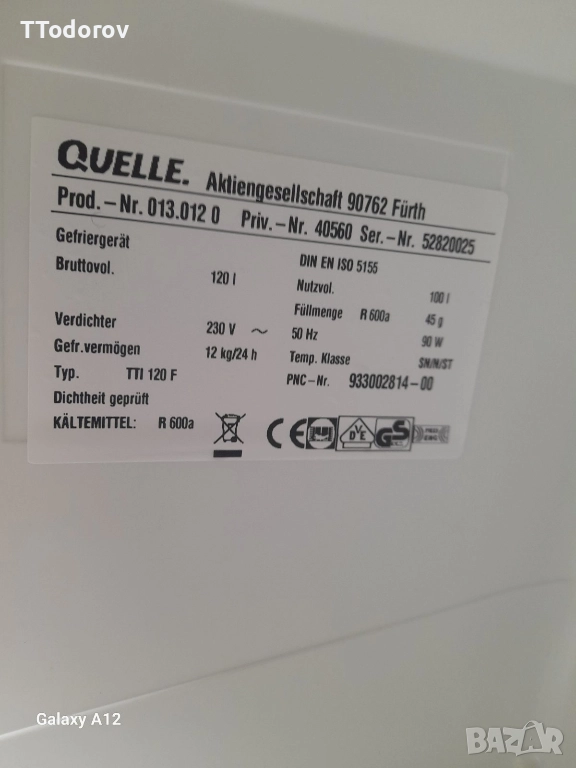 TTodorov
QUELLE. Aktiengesellschaft 90762 Fürth
Prod.-Nr. 013.012 0 Priv.-Nr. 40560 Ser.-Nr. 52820025
Gefriergerät DIN EN ISO 5155
Bruttovol. 120 l Nutzvol. 100 l
Füllmenge R 600a 45 g
Verdichter 230 V ~ 50 Hz 90 W
Gefr.vermögen 12 kg/24 h Temp. Klasse SN/N/ST
Typ. TTI 120 F PNC-Nr. 933002814-00
Dichtheit geprüft
KÄLTEMITTEL: R 600a CE DVE GS
Galaxy A12
BAZAR